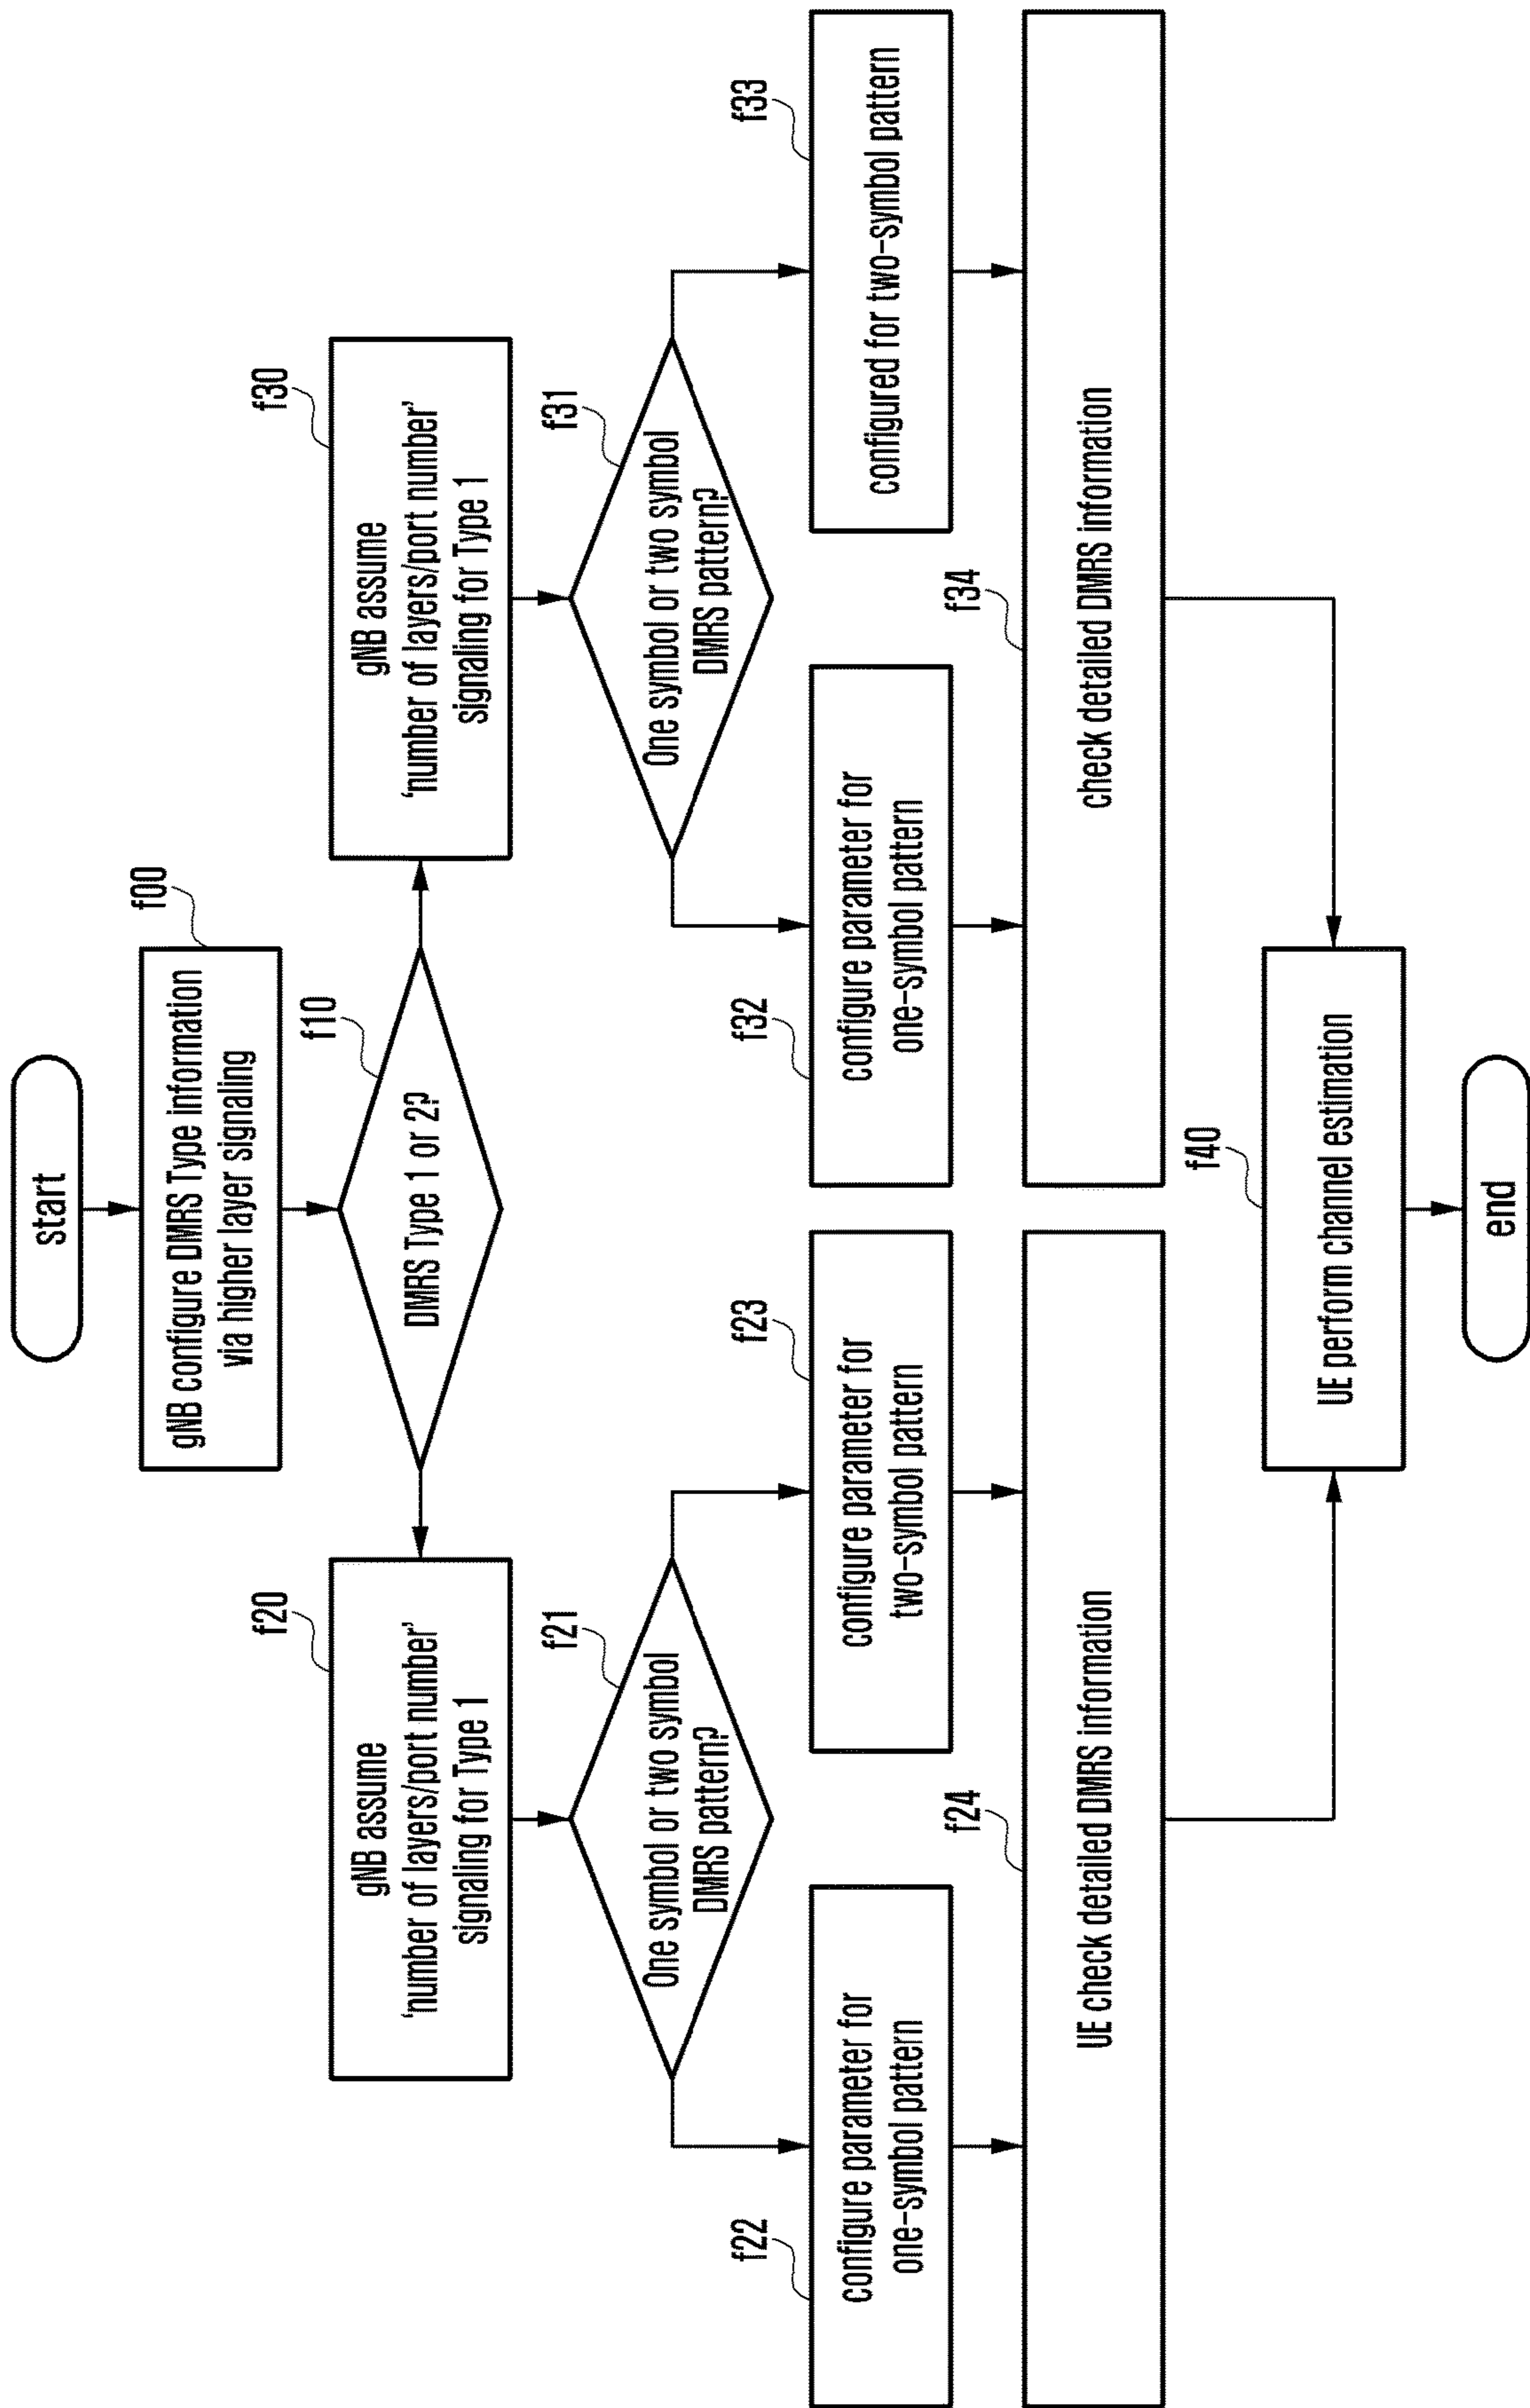 start
f00
gNB configure DMRS Type information
via higher layer signaling
f10
DMRS Type 1 or 2?
f20
gNB assume
‘number of layers/port number’
signaling for Type 1
f30
gNB assume
‘number of layers/port number’
signaling for Type 1
f21
One symbol or two symbol
DMRS pattern?
f31
One symbol or two symbol
DMRS pattern?
f22
configure parameter for
one-symbol pattern
f23
configure parameter for
two-symbol pattern
f32
configure parameter for
one-symbol pattern
f33
configured for two-symbol pattern
f24
UE check detailed DMRS information
f34
check detailed DMRS information
f40
UE perform channel estimation
end